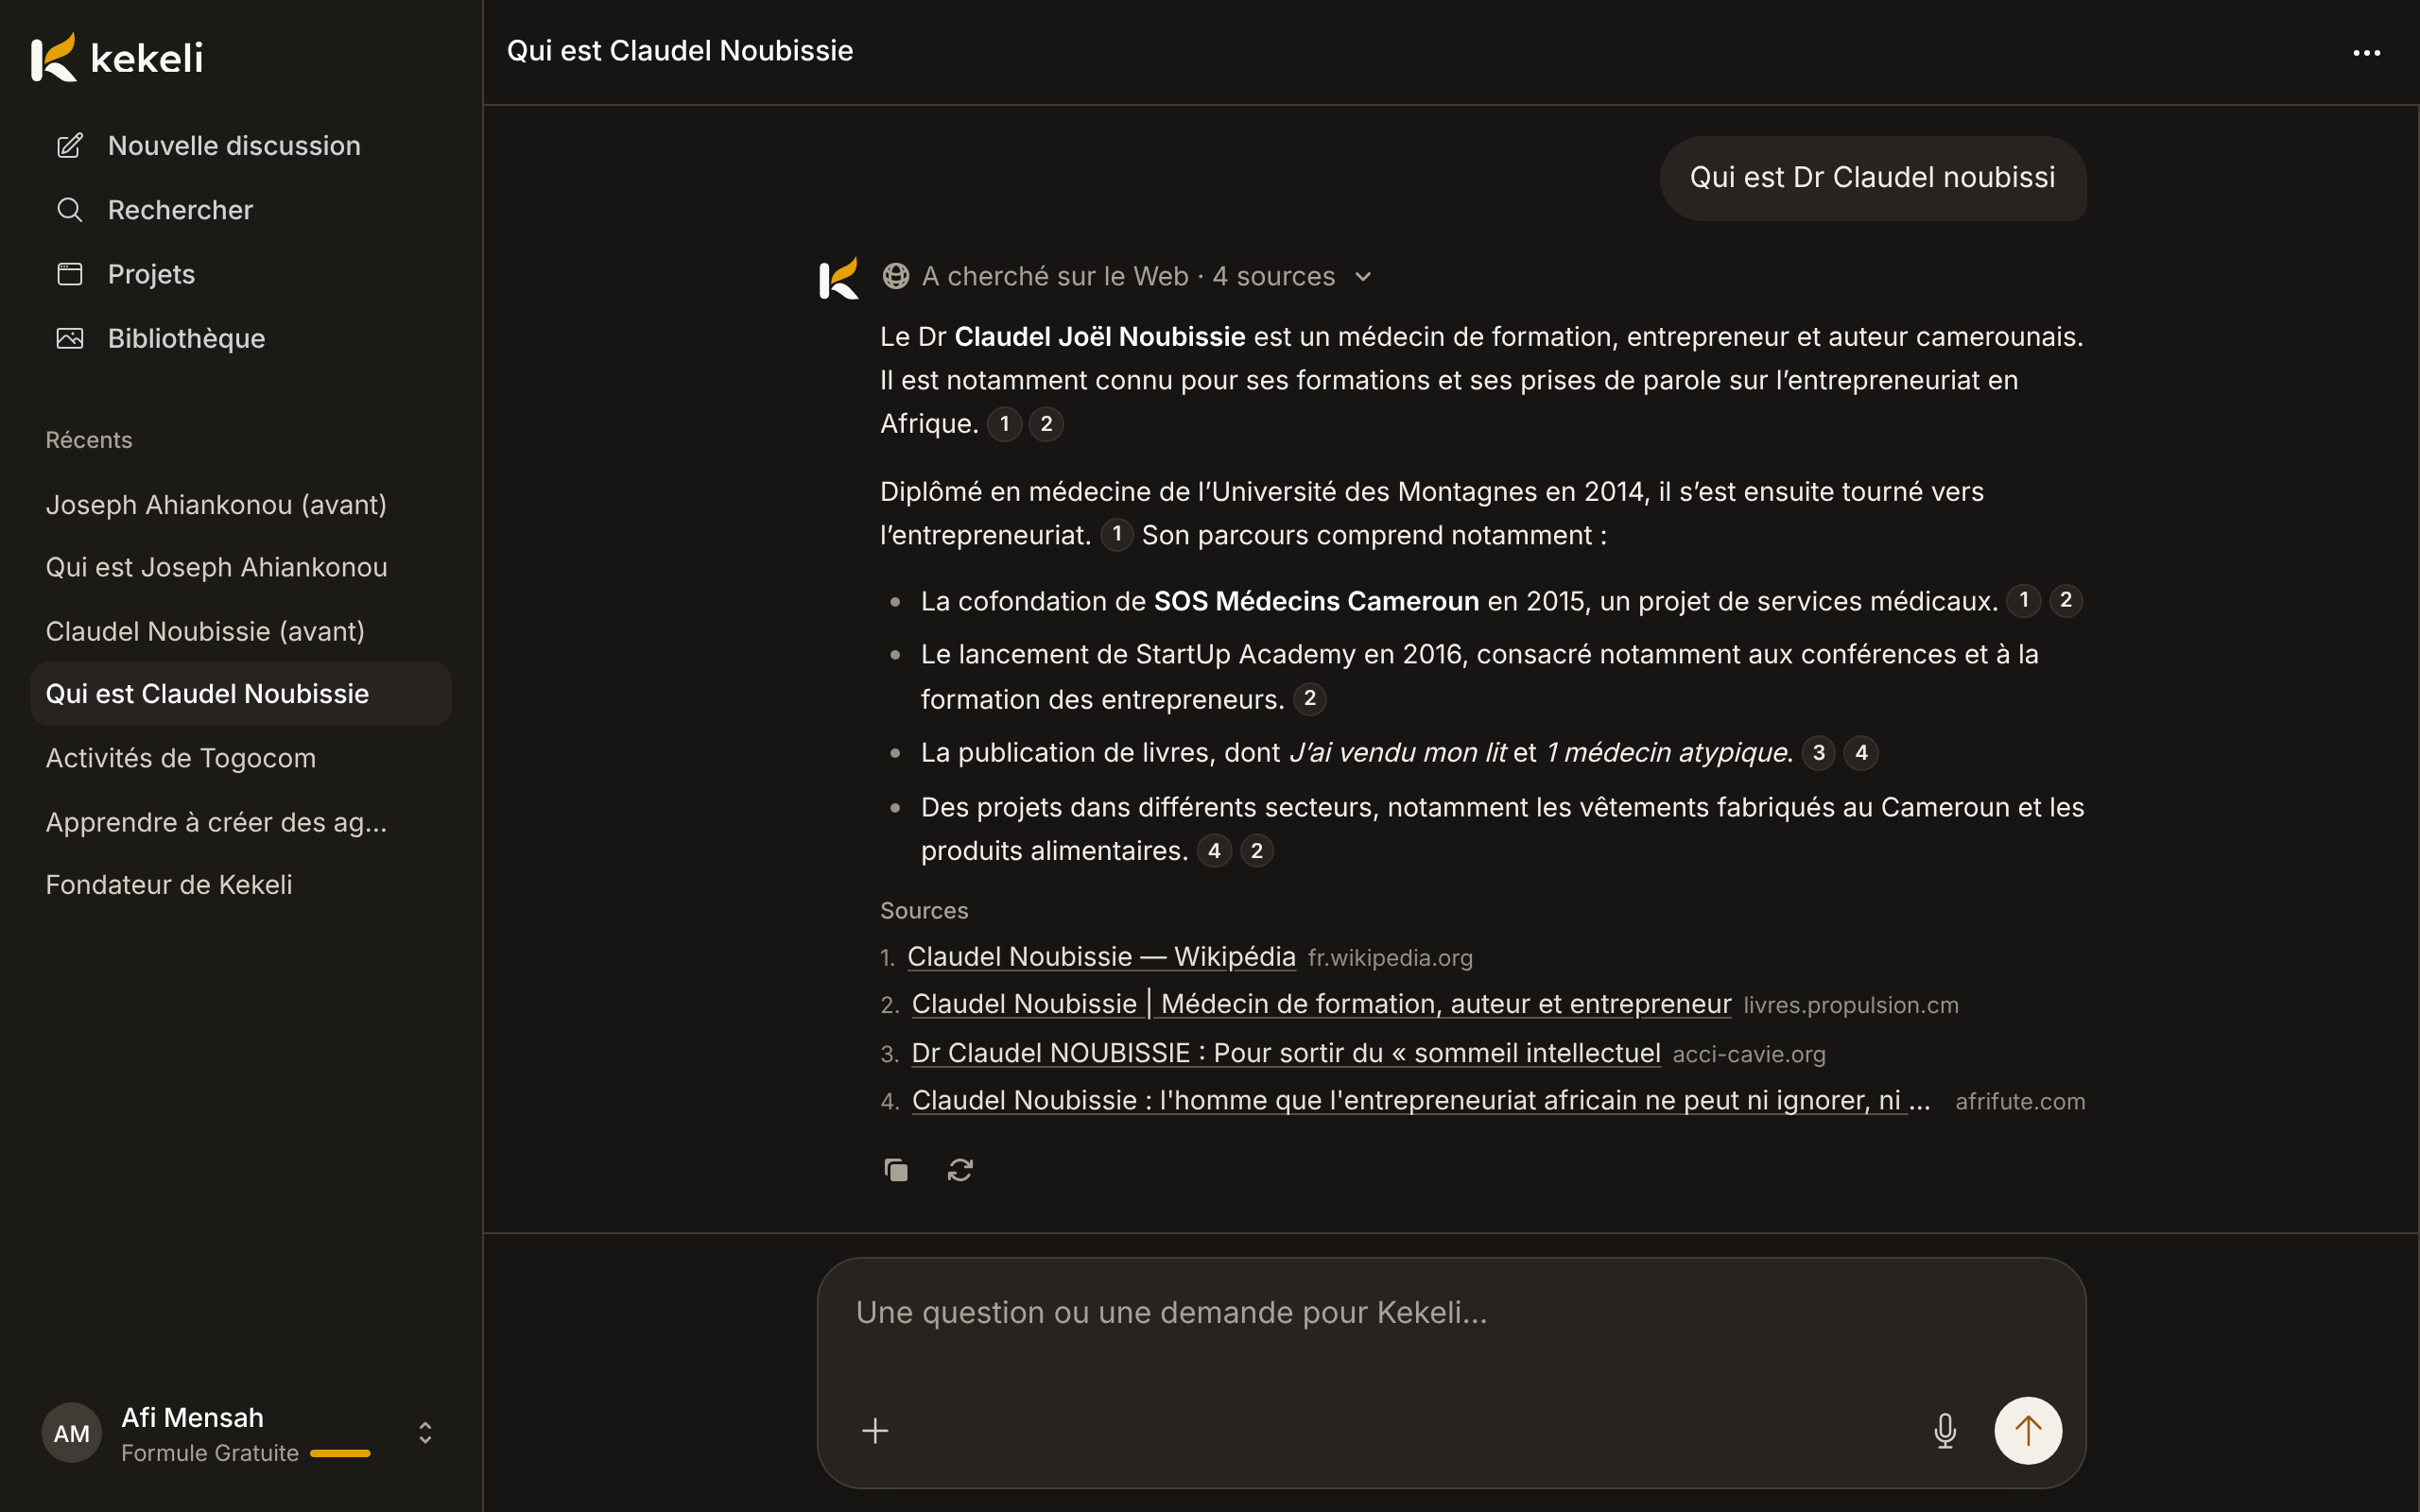 kekeli
Nouvelle discussion
Rechercher
Projets
Bibliothèque
Récents
Joseph Ahiankonou (avant)
Qui est Joseph Ahiankonou
Claudel Noubissie (avant)
Qui est Claudel Noubissie
Activités de Togocom
Apprendre à créer des ag...
Fondateur de Kekeli
AM
Afi Mensah
Formule Gratuite
Qui est Claudel Noubissie
Qui est Dr Claudel noubissi
A cherché sur le Web · 4 sources
Le Dr Claudel Joël Noubissie est un médecin de formation, entrepreneur et auteur camerounais.
Il est notamment connu pour ses formations et ses prises de parole sur l’entrepreneuriat en
Afrique. 1 2
Diplômé en médecine de l’Université des Montagnes en 2014, il s’est ensuite tourné vers
l’entrepreneuriat. 1 Son parcours comprend notamment :
• La cofondation de SOS Médecins Cameroun en 2015, un projet de services médicaux. 1 2
• Le lancement de StartUp Academy en 2016, consacré notamment aux conférences et à la
formation des entrepreneurs. 2
• La publication de livres, dont J’ai vendu mon lit et 1 médecin atypique. 3 4
• Des projets dans différents secteurs, notamment les vêtements fabriqués au Cameroun et les
produits alimentaires. 4 2
Sources
1. Claudel Noubissie — Wikipédia fr.wikipedia.org
2. Claudel Noubissie | Médecin de formation, auteur et entrepreneur livres.propulsion.cm
3. Dr Claudel NOUBISSIE : Pour sortir du « sommeil intellectuel acci-cavie.org
4. Claudel Noubissie : l'homme que l'entrepreneuriat africain ne peut ni ignorer, ni ... afrifute.com
Une question ou une demande pour Kekeli...